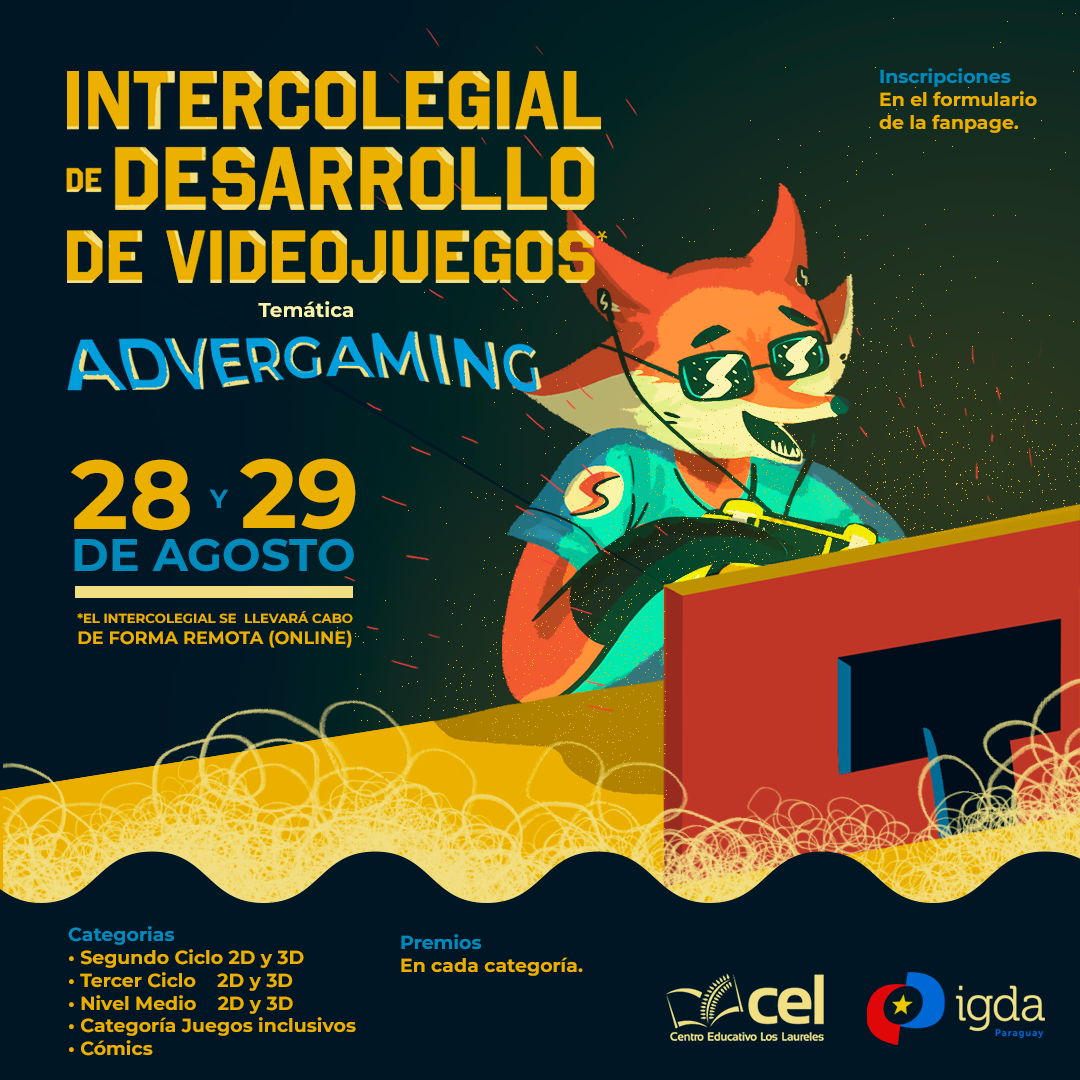 INTERCOLEGIAL
DE DESARROLLO
DE VIDEOJUEGOS*
Temática
ADVERGAMING
28 Y 29
DE AGOSTO
*EL INTERCOLEGIAL SE LLEVARÁ CABO
DE FORMA REMOTA (ONLINE)
Inscripciones
En el formulario
de la fanpage.
Categorias
• Segundo Ciclo 2D y 3D
• Tercer Ciclo 2D y 3D
• Nivel Medio 2D y 3D
• Categoría Juegos inclusivos
• Cómics
Premios
En cada categoría.
cel
Centro Educativo Los Laureles
igda
Paraguay